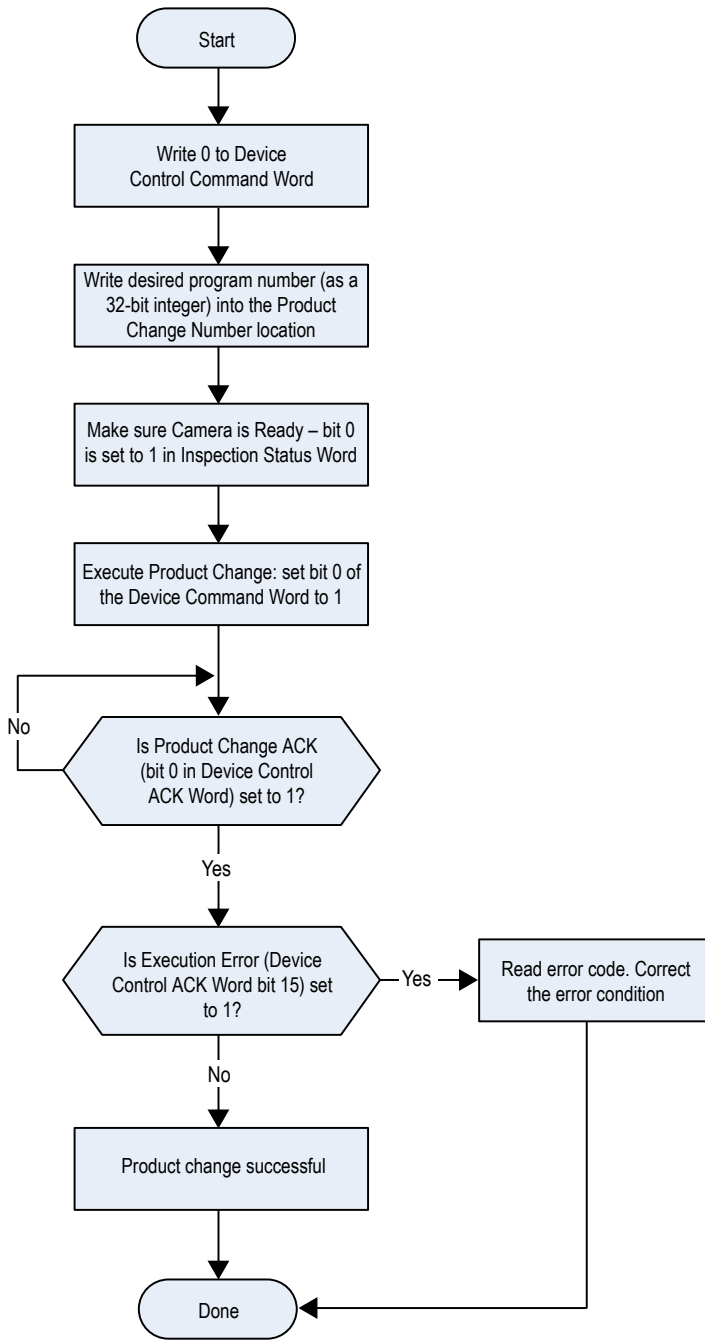 Start
Write 0 to Device
Control Command Word
Write desired program number (as a
32-bit integer) into the Product
Change Number location
Make sure Camera is Ready – bit 0
is set to 1 in Inspection Status Word
Execute Product Change: set bit 0 of
the Device Command Word to 1
No
Is Product Change ACK
(bit 0 in Device Control
ACK Word) set to 1?
Yes
Is Execution Error (Device
Control ACK Word bit 15) set
to 1?
Yes
Read error code. Correct
the error condition
No
Product change successful
Done